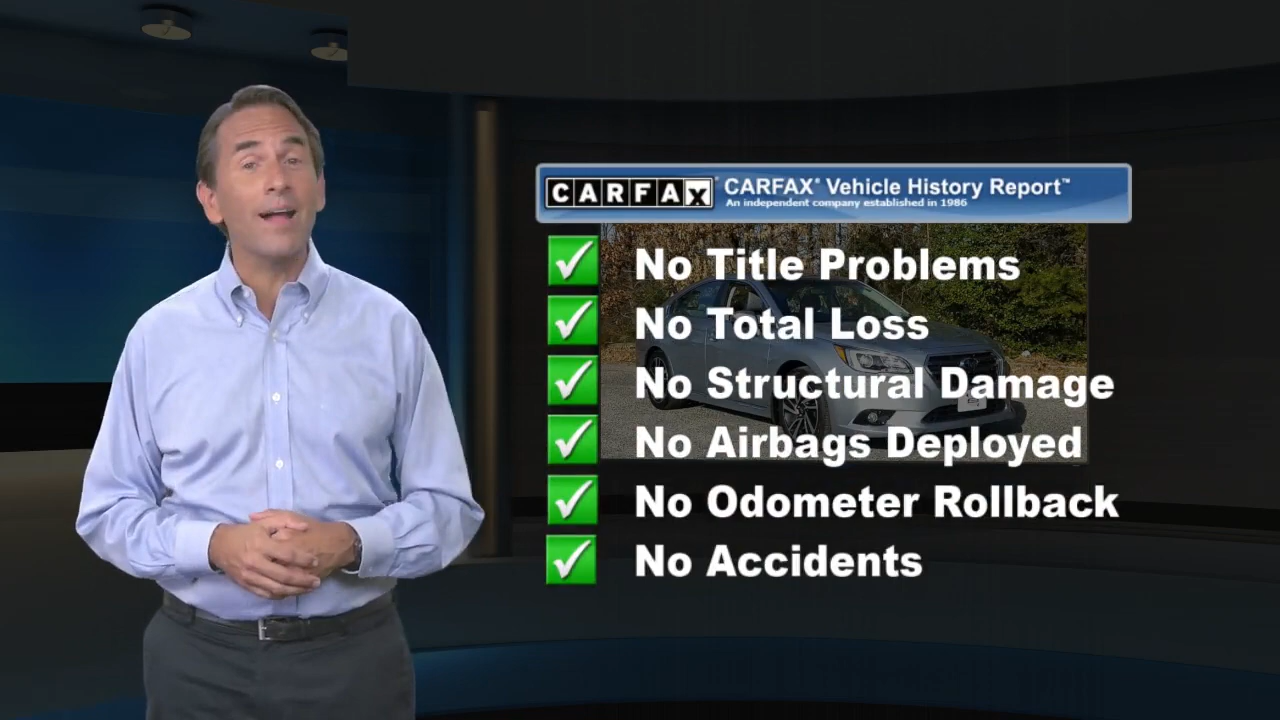 CARFAX® CARFAX® Vehicle History Report™
An independent company established in 1986
No Title Problems
No Total Loss
No Structural Damage
No Airbags Deployed
No Odometer Rollback
No Accidents